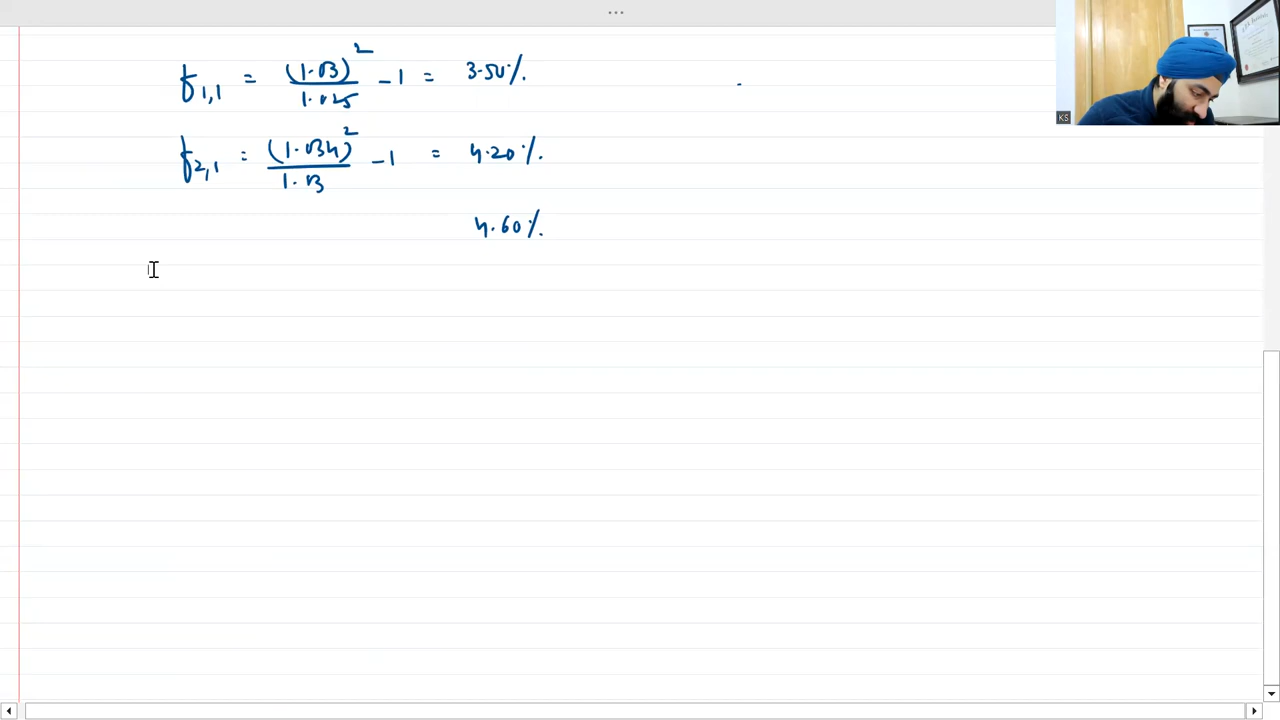 f1,1 = (1.03)^2 / 1.025 - 1 = 3.50%.
f2,1 = (1.034)^2 / 1.03 - 1 = 4.20%.
4.60%.
KS